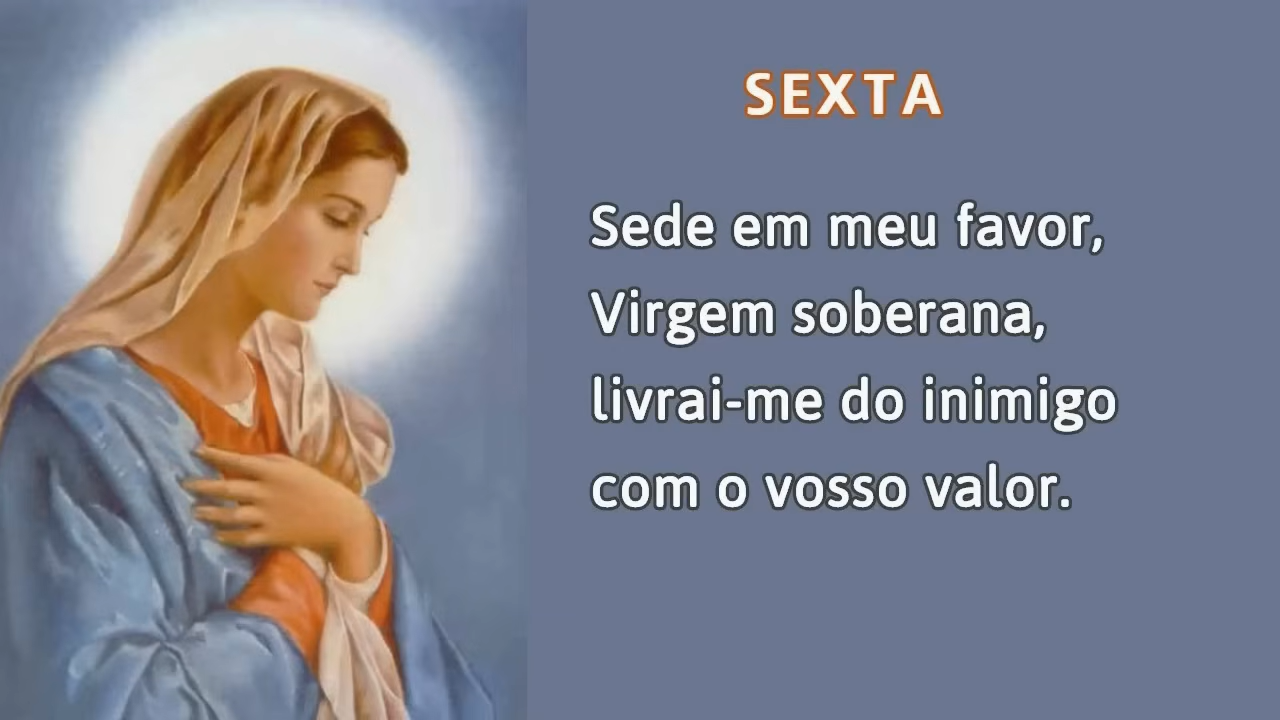 SEXTA
Sede em meu favor,
Virgem soberana,
livrai-me do inimigo
com o vosso valor.